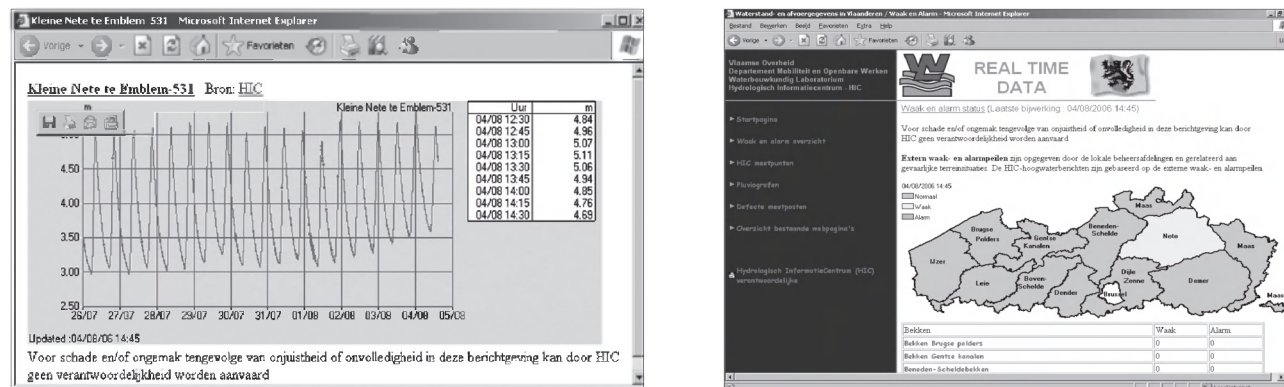 Kleine Nete te Emblem-531 - Microsoft Internet Explorer
Vorige
Favorieten
Kleine Nete te Emblem-531 Bron: HIC
m
Kleine Nete te Emblem-531
4.50
4.00
3.50
3.00
2.50
26/07 27/07 28/07 29/07 30/07 31/07 01/08 02/08 03/08 04/08 05/08
Updated :04/08/06 14:45
Uur m
04/08 12:30 4.84
04/08 12:45 4.96
04/08 13:00 5.07
04/08 13:15 5.11
04/08 13:30 5.06
04/08 13:45 4.94
04/08 14:00 4.85
04/08 14:15 4.76
04/08 14:30 4.69
Voor schade en/of ongemak tengevolge van onjuistheid of onvolledigheid in deze berichtgeving kan door HIC
geen verantwoordelijkheid worden aanvaard
Waterstand- en afvoergegevens in Vlaanderen / Waak en Alarm - Microsoft Internet Explorer
Bestand Bewerken Beeld Favorieten Extra Help
Vorige
Favorieten
Vlaamse Overheid
Departement Mobiliteit en Openbare Werken
Waterbouwkundig Laboratorium
Hydrologisch Informatiecentrum - HIC
Startpagina
Waak en alarm overzicht
HIC meetpunten
Pluviografen
Defecte meetposten
Overzicht bestaande webpagina's
Hydrologisch InformatieCentrum (HIC)
verantwoordelijke
REAL TIME
DATA
Waak en alarm status (Laatste bijwerking : 04/08/2006 14:45)
Voor schade en/of ongemak tengevolge van onjuistheid of onvolledigheid in deze berichtgeving kan door
HIC geen verantwoordelijkheid worden aanvaard
Extern waak- en alarmpeilen zijn opgegeven door de lokale beheersafdelingen en gerelateerd aan
gevaarlijke terreinsituaties. De HIC-hoogwaterberichten zijn gebaseerd op de externe waak- en alarmpeilen.
04/08/2006 14:45
Normaal
Waak
Alarm
Maas
Brugse
Polders
Gentse
Kanalen
Beneden-
Schelde
Nete
Maas
IJzer
Leie
Boven-
Schelde
Dender
Dijle
Zenne
Brussel
Demer
Maas
Bekken Waak Alarm
Bekken Brugse polders 0 0
Bekken Gentse kanalen 0 0
Beneden-Scheldebekken 0 0